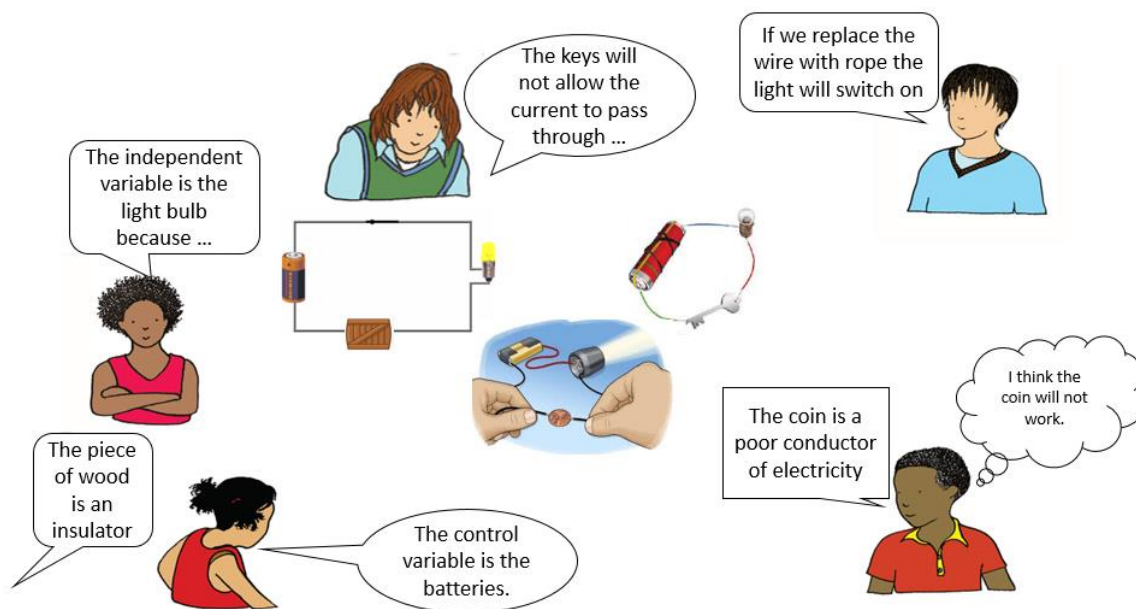 The keys will
not allow the
current to pass
through ...
If we replace the
wire with rope the
light will switch on
The independent
variable is the
light bulb
because ...
I think the
coin will not
work.
The coin is a
poor conductor
of electricity
The piece
of wood
is an
insulator
The control
variable is the
batteries.